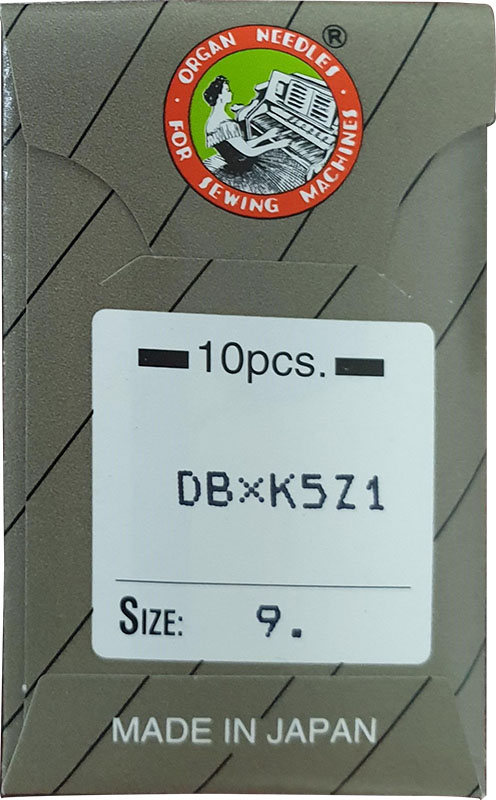 ORGAN NEEDLES ®
· FOR SEWING MACHINES ·
10pcs.
DB×K5Z1
SIZE: 9.
MADE IN JAPAN